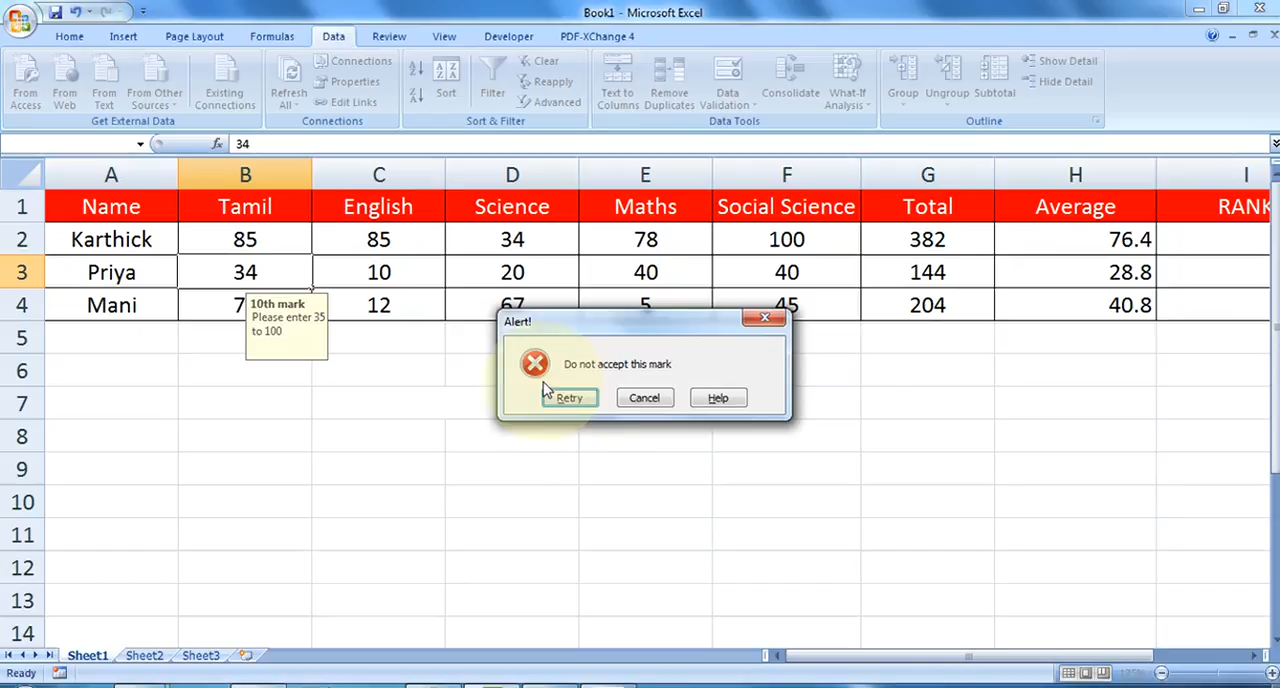 Book1 - Microsoft Excel
Home Insert Page Layout Formulas Data Review View Developer PDF-XChange 4
From Access
From Web
From Text
From Other Sources
Existing Connections
Get External Data
Refresh All
Connections
Properties
Edit Links
Connections
Sort
Filter
Clear
Reapply
Advanced
Sort & Filter
Text to Columns
Remove Duplicates
Data Validation
Consolidate
What-If Analysis
Data Tools
Group
Ungroup
Subtotal
Show Detail
Hide Detail
Outline
fx 34
A B C D E F G H I
1 Name Tamil English Science Maths Social Science Total Average RANK
2 Karthick 85 85 34 78 100 382 76.4
3 Priya 34 10 20 40 40 144 28.8
4 Mani 7 12 67 5 45 204 40.8
10th mark
Please enter 35
to 100
Alert!
Do not accept this mark
Retry Cancel Help
5
6
7
8
9
10
11
12
13
14
Sheet1 Sheet2 Sheet3
Ready